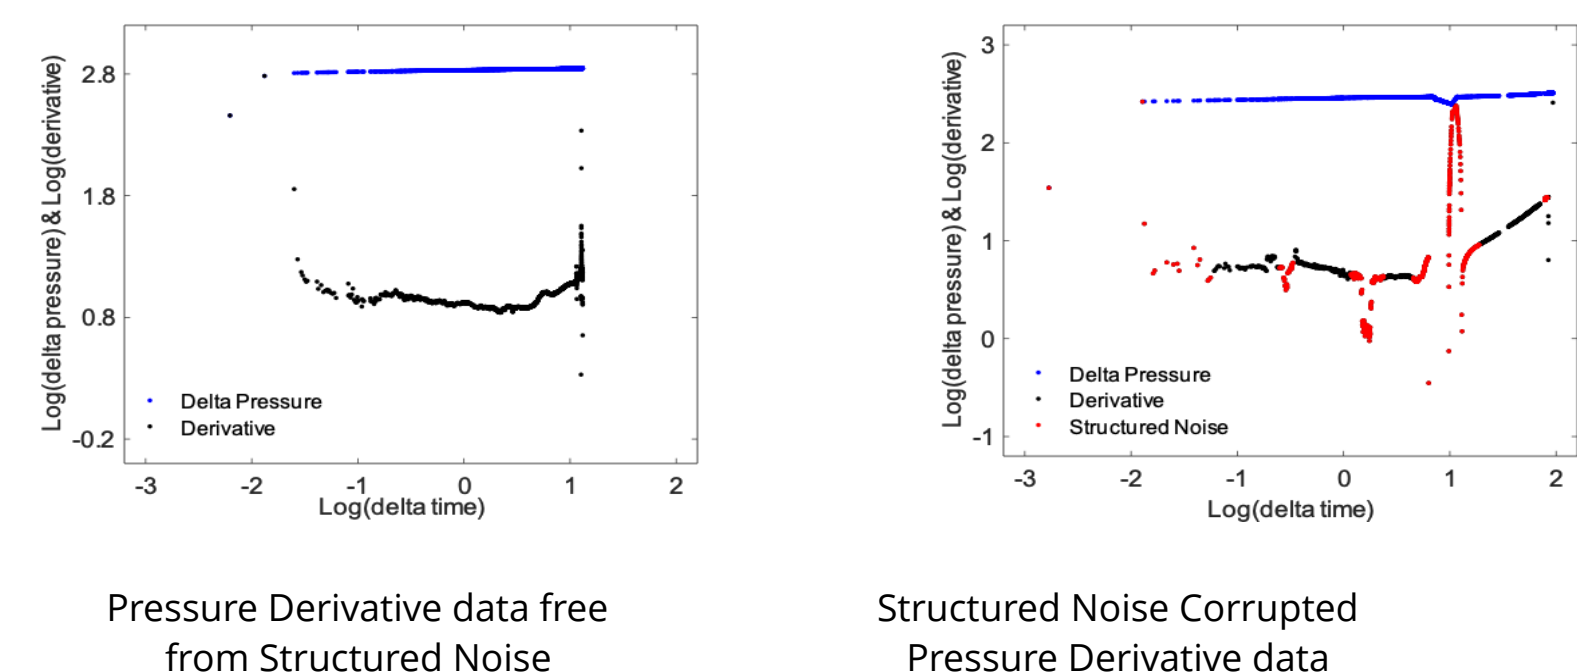 Log(delta pressure) & Log(derivative)
2.8
1.8
0.8
-0.2
Delta Pressure
Derivative
-3 -2 -1 0 1 2
Log(delta time)
Pressure Derivative data free
from Structured Noise
Log(delta pressure) & Log(derivative)
3
2
1
0
-1
Delta Pressure
Derivative
Structured Noise
-3 -2 -1 0 1 2
Log(delta time)
Structured Noise Corrupted
Pressure Derivative data